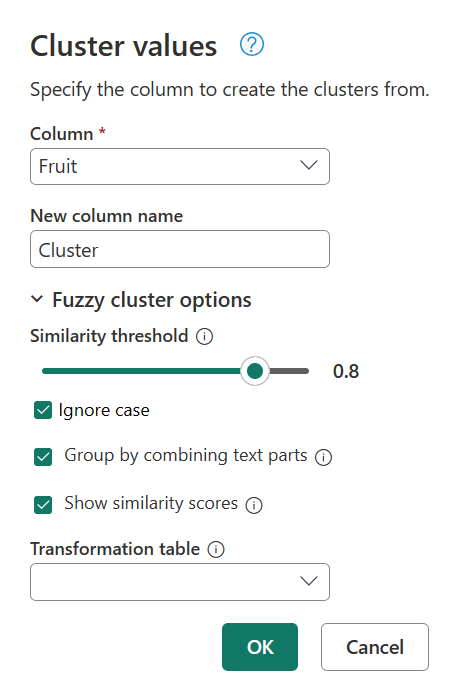 Cluster values
Specify the column to create the clusters from.
Column *
Fruit
New column name
Cluster
Fuzzy cluster options
Similarity threshold
0.8
Ignore case
Group by combining text parts
Show similarity scores
Transformation table
OK
Cancel